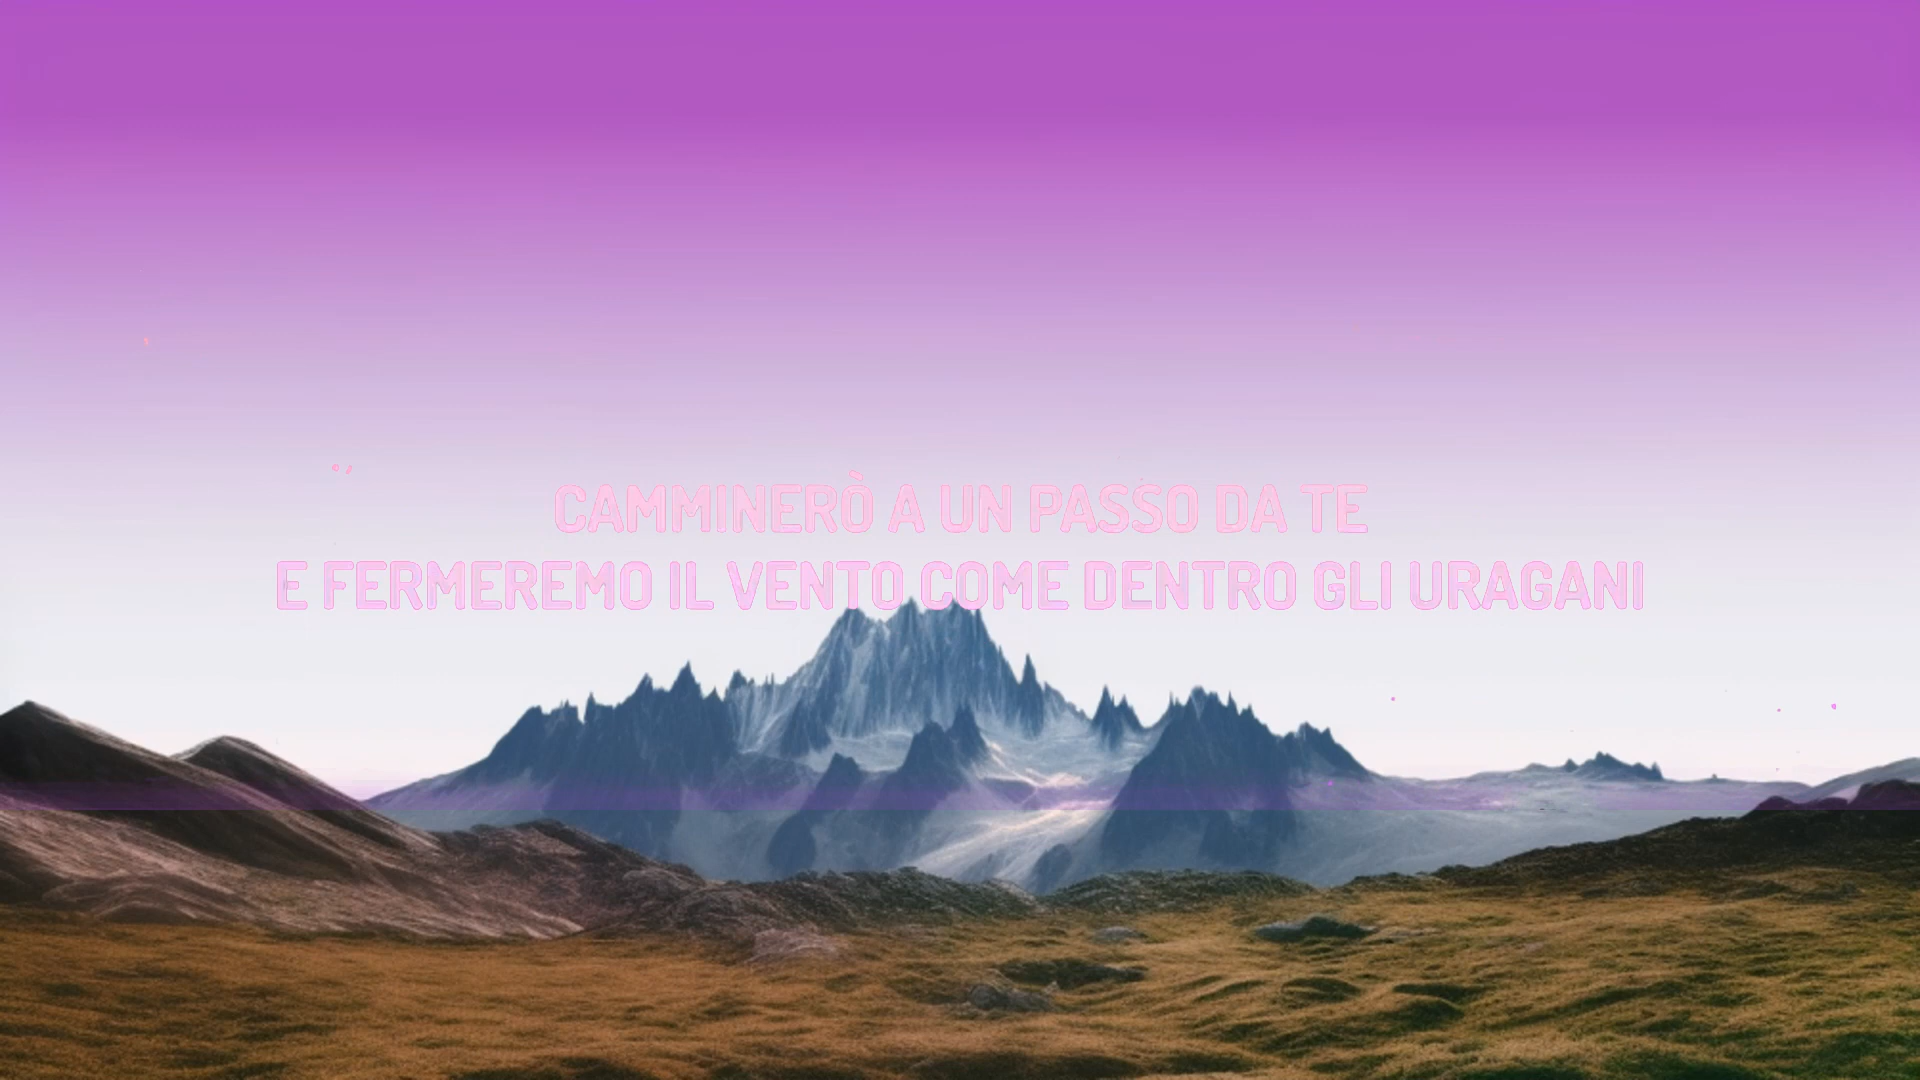 CAMMINERÒ A UN PASSO DA TE
E FERMEREMO IL VENTO COME DENTRO GLI URAGANI